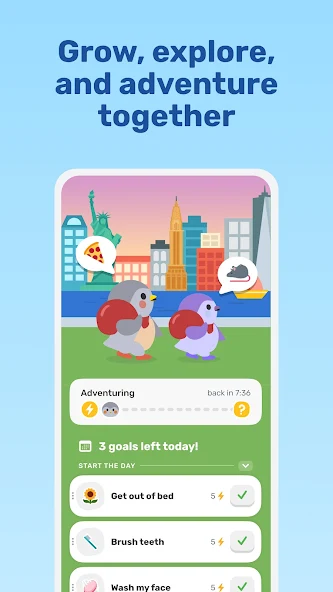 Grow, explore,
and adventure
together
Adventuring back in 7:36
?
3 goals left today!
START THE DAY
Get out of bed 5
Brush teeth 5
Wash my face 5